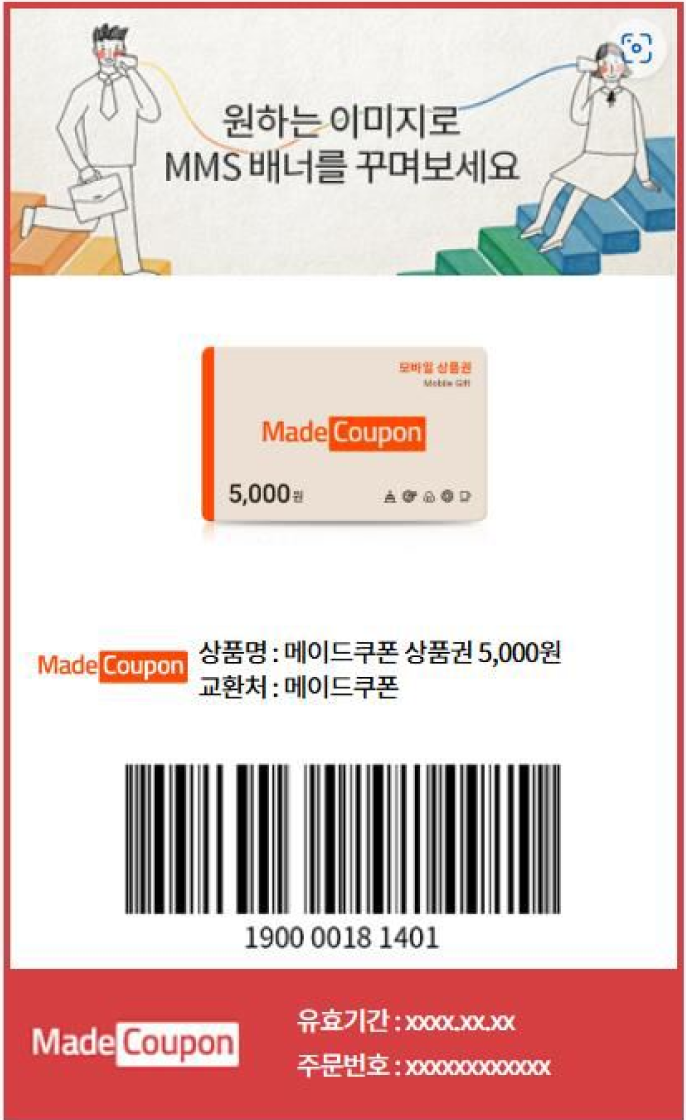 원하는 이미지로
MMS 배너를 꾸며보세요
모바일 상품권
Mobile Gift
Made Coupon
5,000원
Made Coupon
상품명 : 메이드쿠폰 상품권 5,000원
교환처 : 메이드쿠폰
1900 0018 1401
Made Coupon
유효기간 : xxxx.xx.xx
주문번호 : xxxxxxxxxxxx